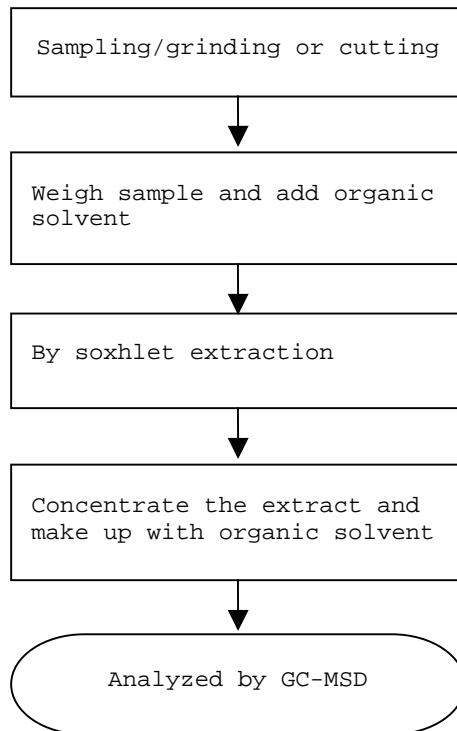 Sampling/grinding or cutting
Weigh sample and add organic
solvent
By soxhlet extraction
Concentrate the extract and
make up with organic solvent
Analyzed by GC-MSD